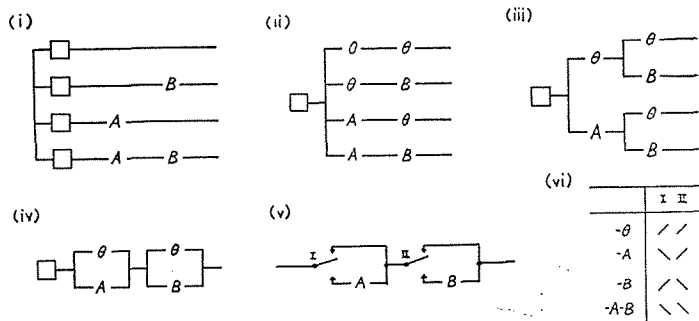 (i)
B
A
A B
(ii)
θ θ
θ B
A θ
A B
(iii)
θ θ
B
A θ
B
(iv)
θ θ
A B
(v)
I II
A B
(vi)
I II
-θ
-A
-B
-A-B